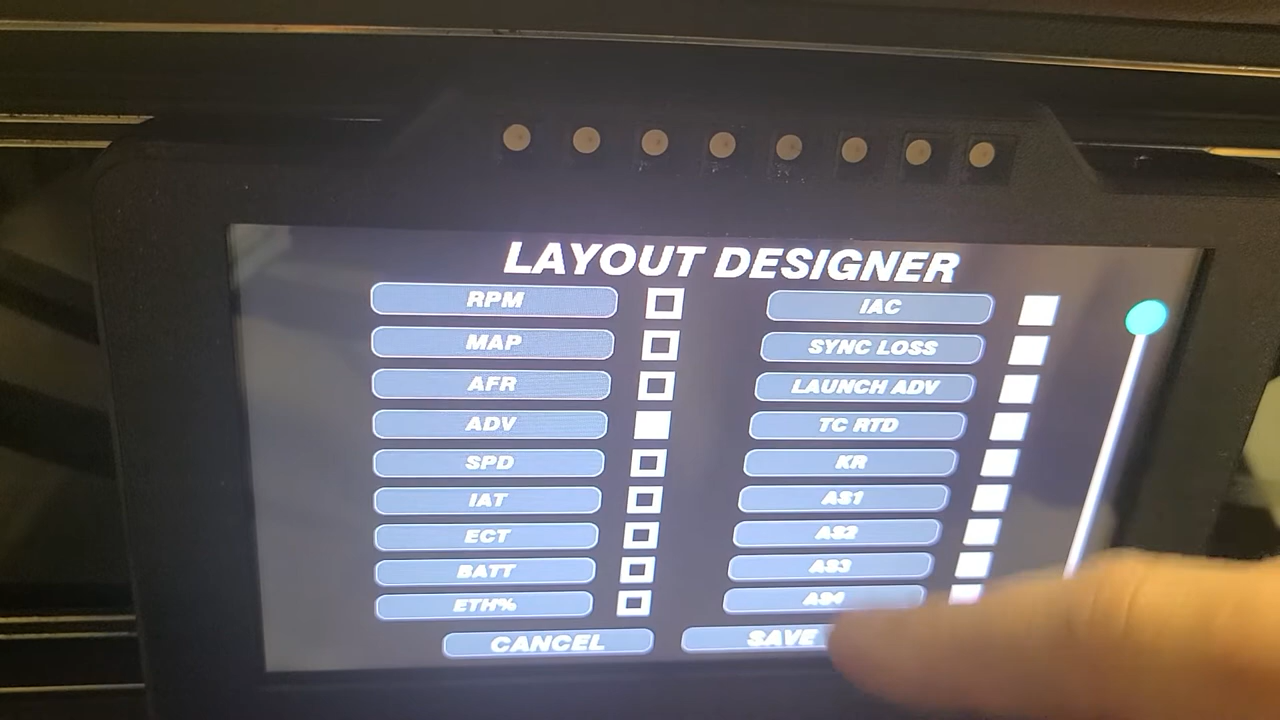 LAYOUT DESIGNER
RPM
IAC
MAP
SYNC LOSS
AFR
LAUNCH ADV
ADV
TC RTD
SPD
KR
IAT
AS1
ECT
AS2
BATT
AS3
ETH%
AS4
CANCEL
SAVE